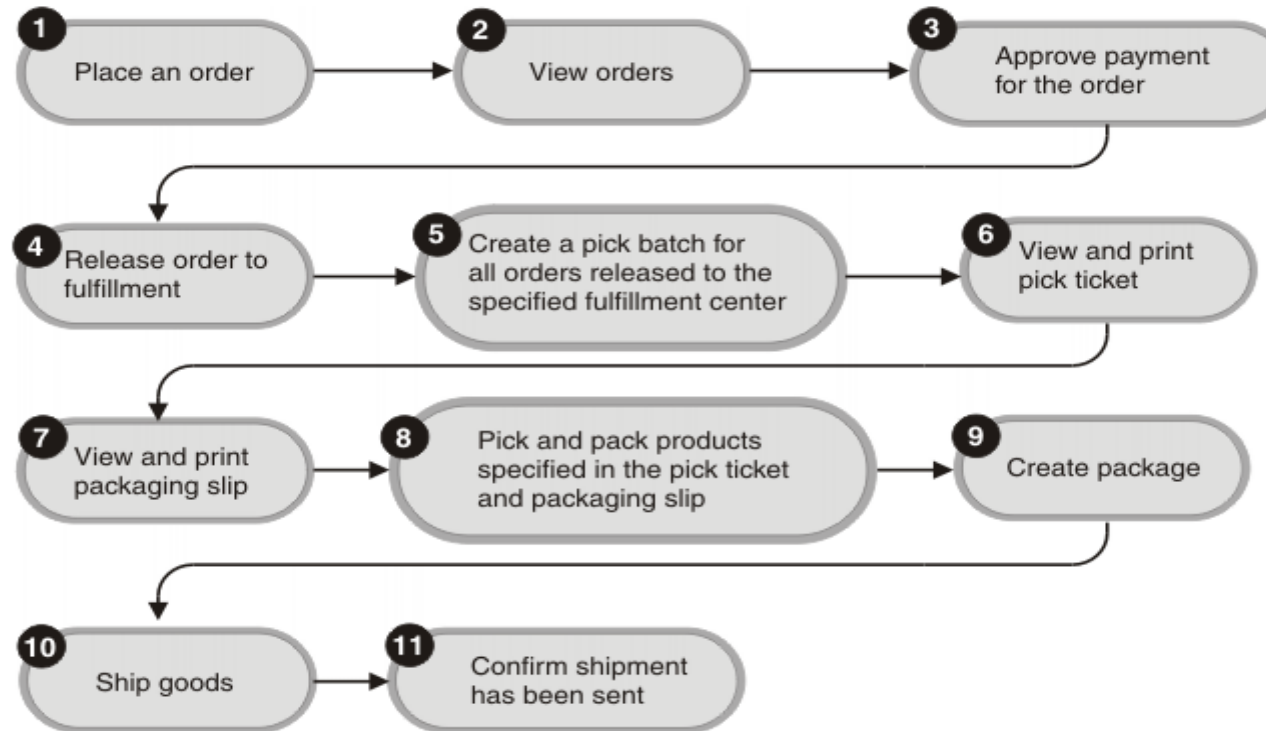 1
Place an order
2
View orders
3
Approve payment
for the order
4
Release order to
fulfillment
5
Create a pick batch for
all orders released to the
specified fulfillment center
6
View and print
pick ticket
7
View and print
packaging slip
8
Pick and pack products
specified in the pick ticket
and packaging slip
9
Create package
10
Ship goods
11
Confirm shipment
has been sent